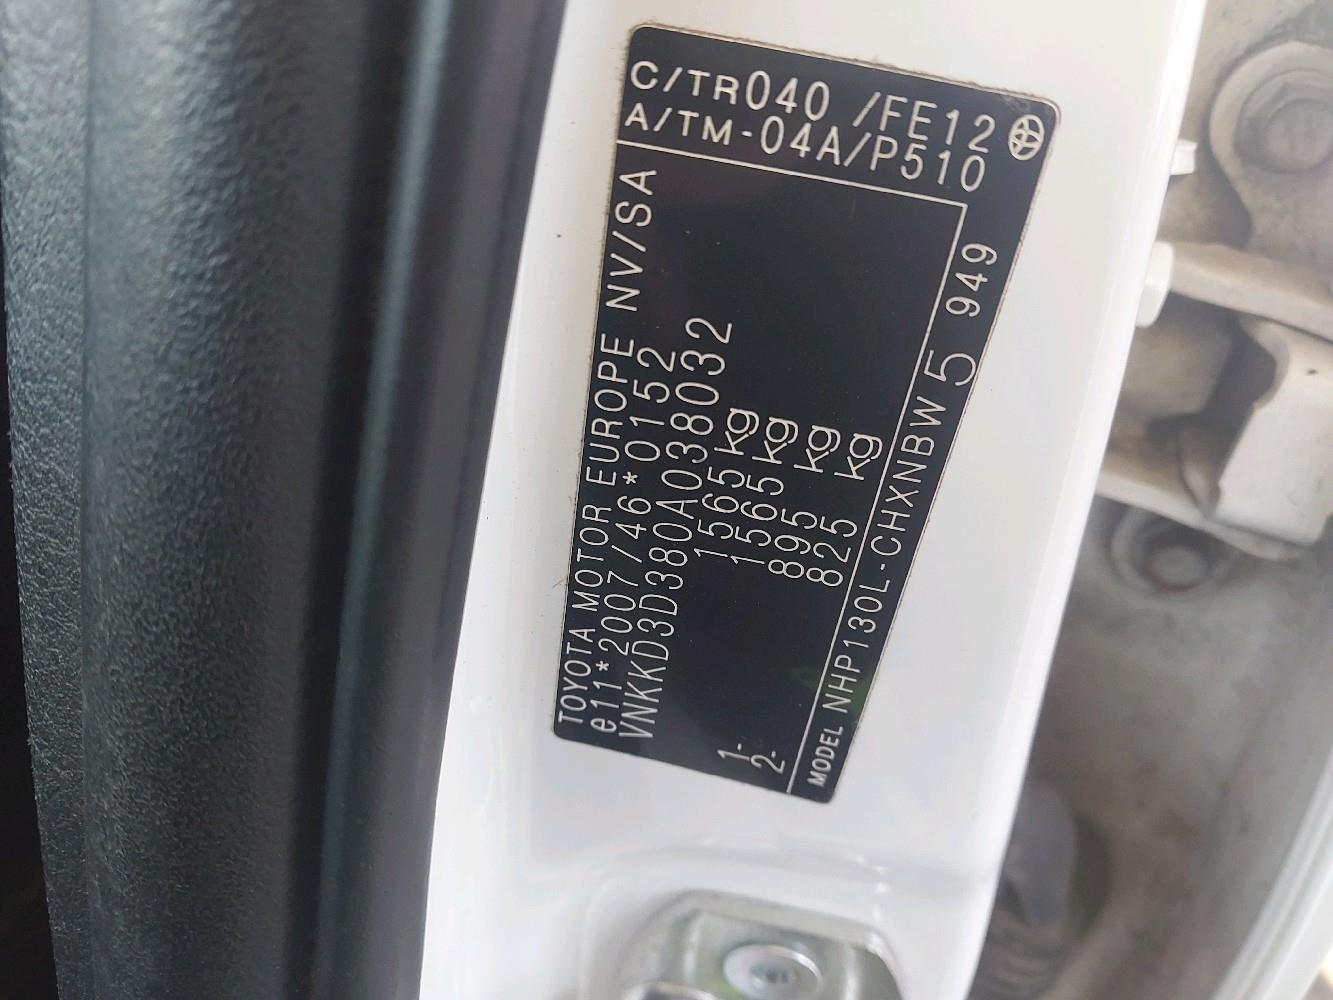 TOYOTA MOTOR EUROPE NV/SA
e11*2007/46*0152
VNKKD3D380A038032
1565 kg
1565 kg
1- 895 kg
2- 825 kg
MODEL NHP130L-CHXNBW 5 949
C/TR040 /FE12
A/TM-04A/P510